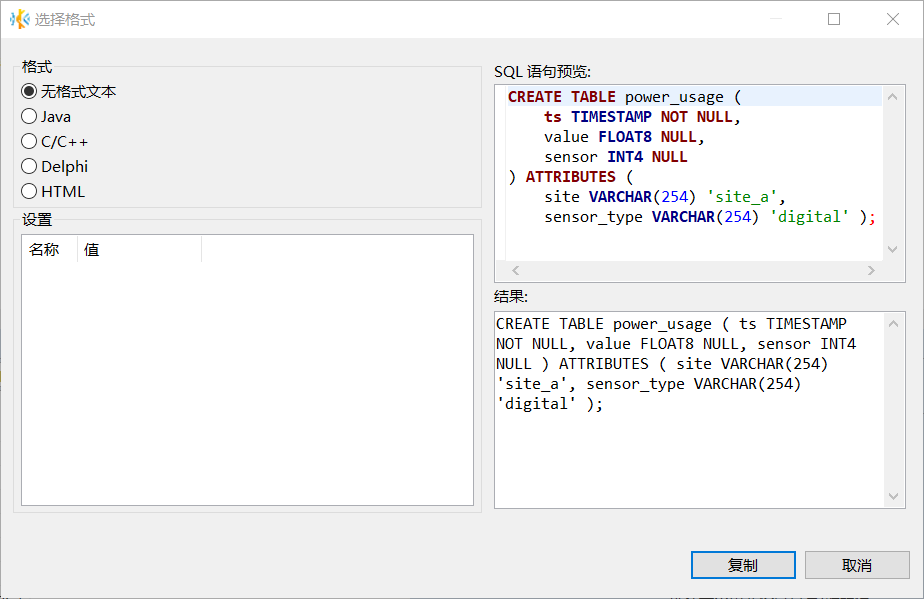 选择格式
格式
无格式文本
Java
C/C++
Delphi
HTML
设置
名称 值
SQL 语句预览:
CREATE TABLE power_usage (
    ts TIMESTAMP NOT NULL,
    value FLOAT8 NULL,
    sensor INT4 NULL
) ATTRIBUTES (
    site VARCHAR(254) 'site_a',
    sensor_type VARCHAR(254) 'digital' );
结果:
CREATE TABLE power_usage ( ts TIMESTAMP
NOT NULL, value FLOAT8 NULL, sensor INT4
NULL ) ATTRIBUTES ( site VARCHAR(254)
'site_a', sensor_type VARCHAR(254)
'digital' );
复制
取消